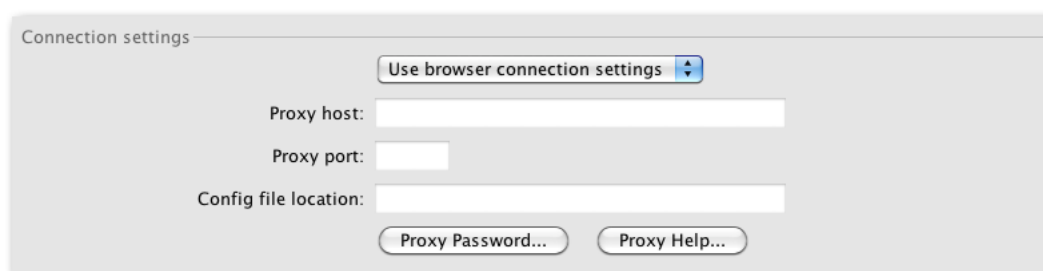 Connection settings
Use browser connection settings
Proxy host:
Proxy port:
Config file location:
Proxy Password... Proxy Help...